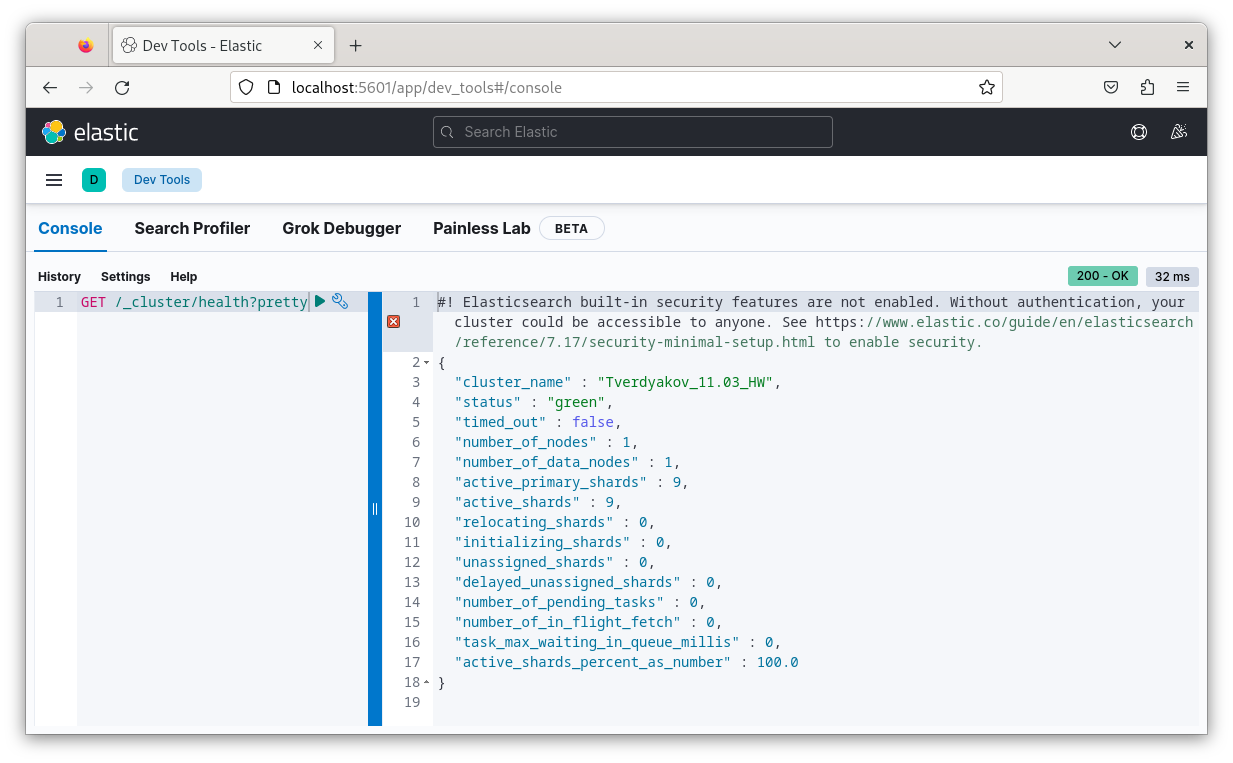 Dev Tools - Elastic
localhost:5601/app/dev_tools#/console
elastic
Search Elastic
D
Dev Tools
Console Search Profiler Grok Debugger Painless Lab BETA
History Settings Help
200 - OK 32 ms
1 GET /_cluster/health?pretty
1 #! Elasticsearch built-in security features are not enabled. Without authentication, your
cluster could be accessible to anyone. See https://www.elastic.co/guide/en/elasticsearch
/reference/7.17/security-minimal-setup.html to enable security.
2 {
3 "cluster_name" : "Tverdyakov_11.03_HW",
4 "status" : "green",
5 "timed_out" : false,
6 "number_of_nodes" : 1,
7 "number_of_data_nodes" : 1,
8 "active_primary_shards" : 9,
9 "active_shards" : 9,
10 "relocating_shards" : 0,
11 "initializing_shards" : 0,
12 "unassigned_shards" : 0,
13 "delayed_unassigned_shards" : 0,
14 "number_of_pending_tasks" : 0,
15 "number_of_in_flight_fetch" : 0,
16 "task_max_waiting_in_queue_millis" : 0,
17 "active_shards_percent_as_number" : 100.0
18 }
19